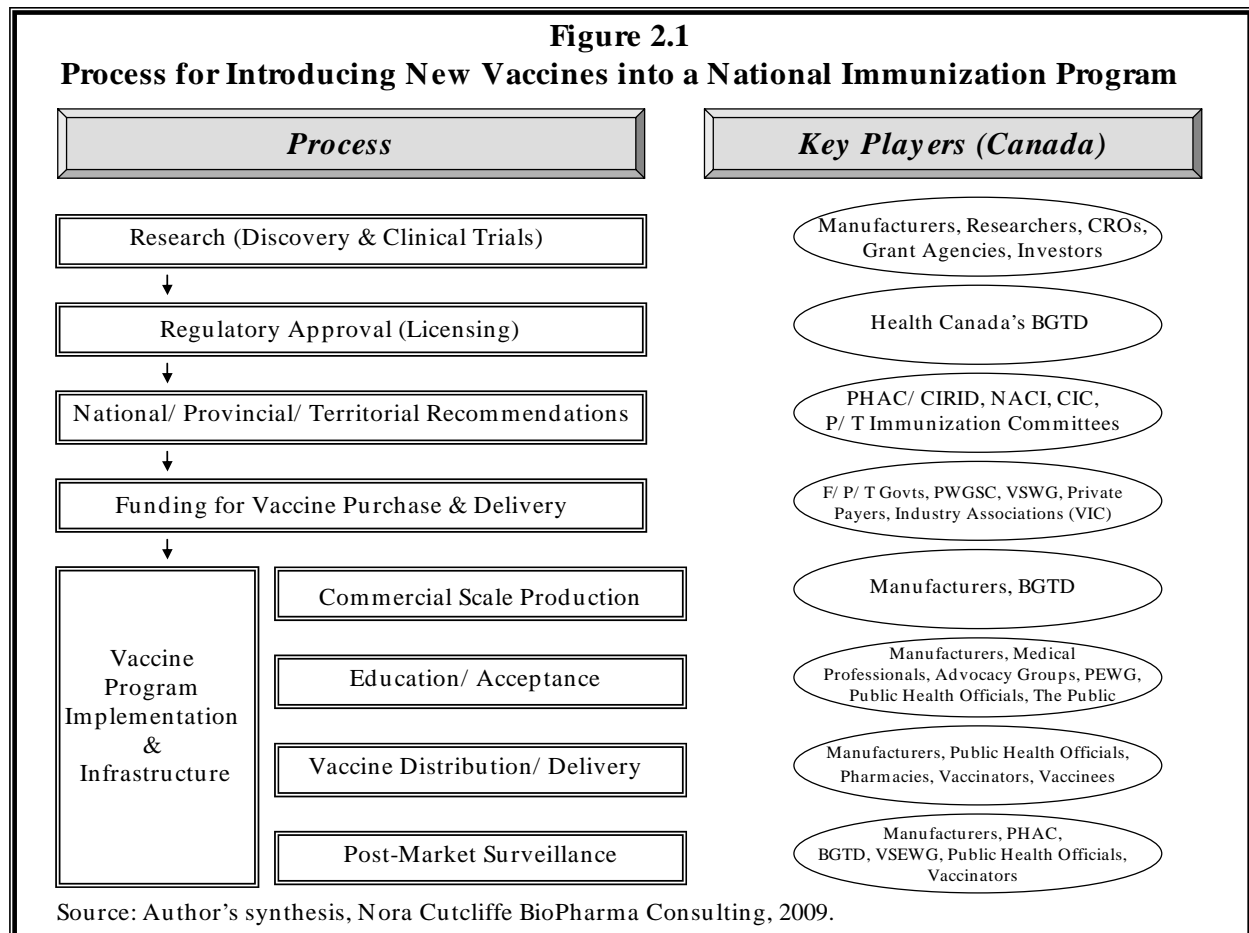 Figure 2.1
Process for Introducing New Vaccines into a National Immunization Program
Process
Key Players (Canada)
Research (Discovery & Clinical Trials)
Manufacturers, Researchers, CROs,
Grant Agencies, Investors
Regulatory Approval (Licensing)
Health Canada's BGTD
National/ Provincial/ Territorial Recommendations
PHAC/ CIRID, NACI, CIC,
P/ T Immunization Committees
Funding for Vaccine Purchase & Delivery
F/ P/ T Govts, PWGSC, VSWG, Private
Payers, Industry Associations (VIC)
Vaccine
Program
Implementation
&
Infrastructure
Commercial Scale Production
Manufacturers, BGTD
Education/ Acceptance
Manufacturers, Medical
Professionals, Advocacy Groups, PEWG,
Public Health Officials, The Public
Vaccine Distribution/ Delivery
Manufacturers, Public Health Officials,
Pharmacies, Vaccinators, Vaccinees
Post-Market Surveillance
Manufacturers, PHAC,
BGTD, VSEWG, Public Health Officials,
Vaccinators
Source: Author's synthesis, Nora Cutcliffe BioPharma Consulting, 2009.